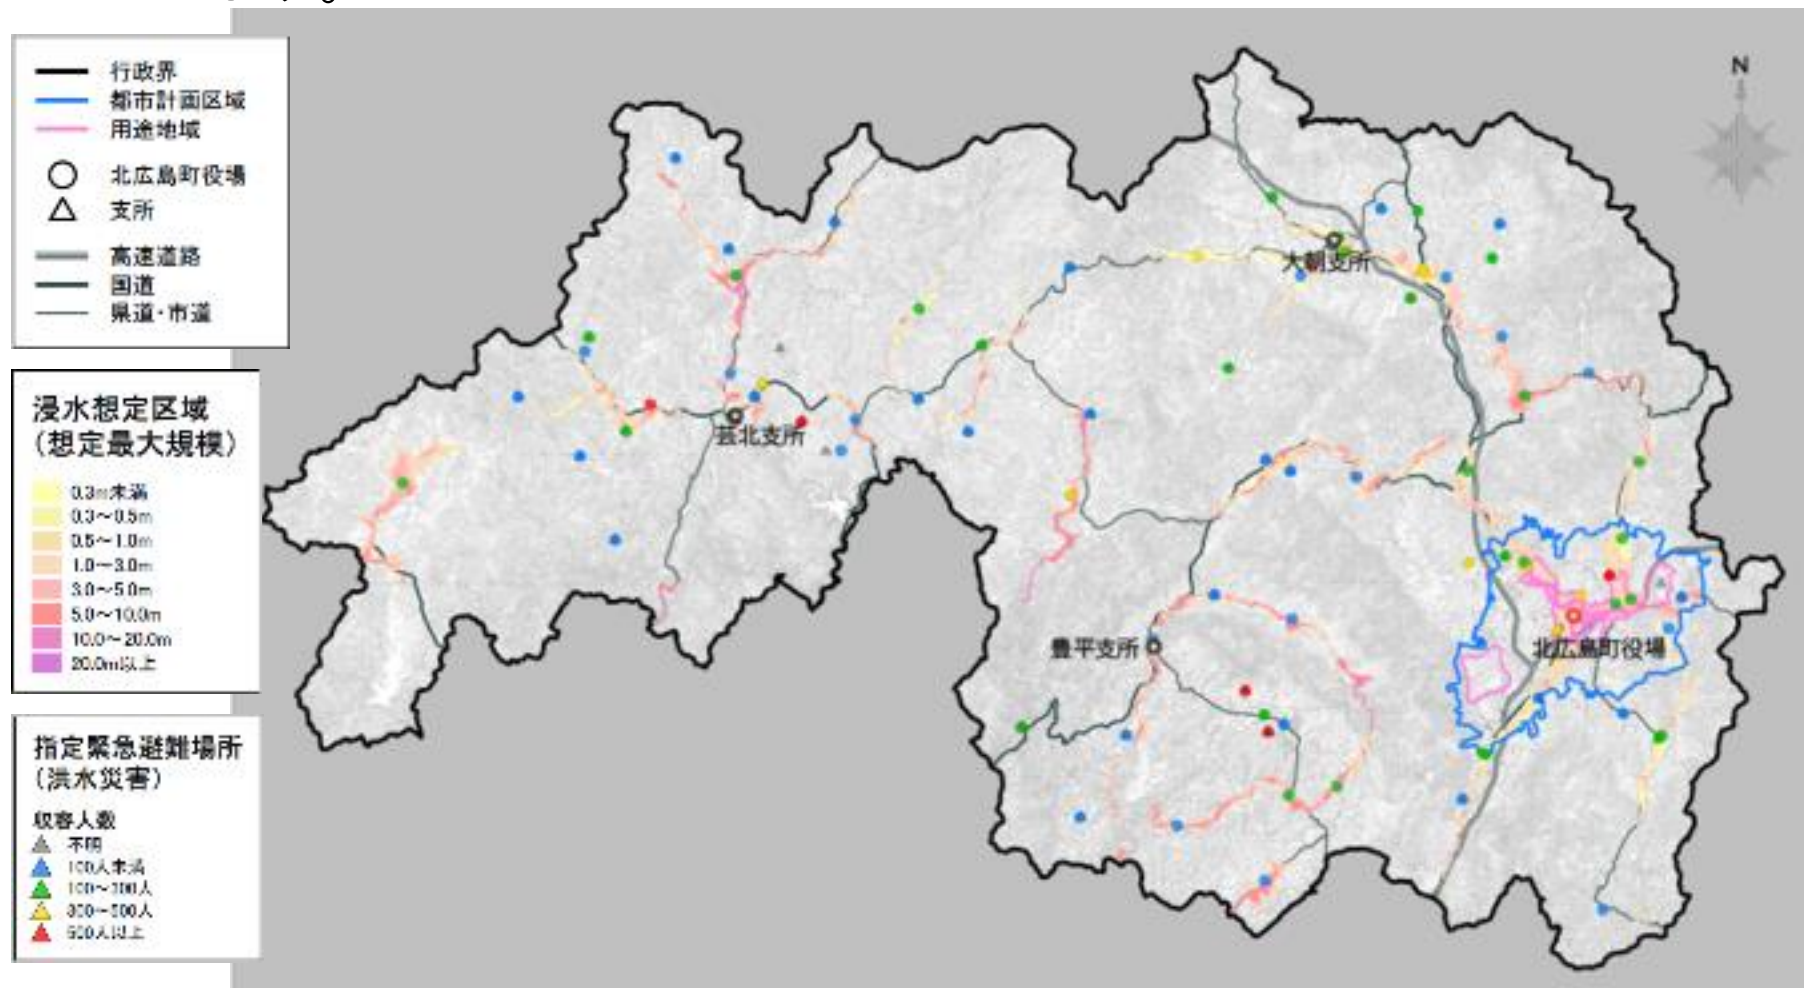 行政界
都市計画区域
用途地域
北広島町役場
支所
高速道路
国道
県道・市道
浸水想定区域
(想定最大規模)
0.3m未満
0.3~0.5m
0.5~1.0m
1.0~3.0m
3.0~5.0m
5.0~10.0m
10.0~20.0m
20.0m以上
指定緊急避難場所
(洪水災害)
収容人数
不明
100人未満
100~300人
300~500人
500人以上
N
大朝支所
芸北支所
豊平支所
北広島町役場